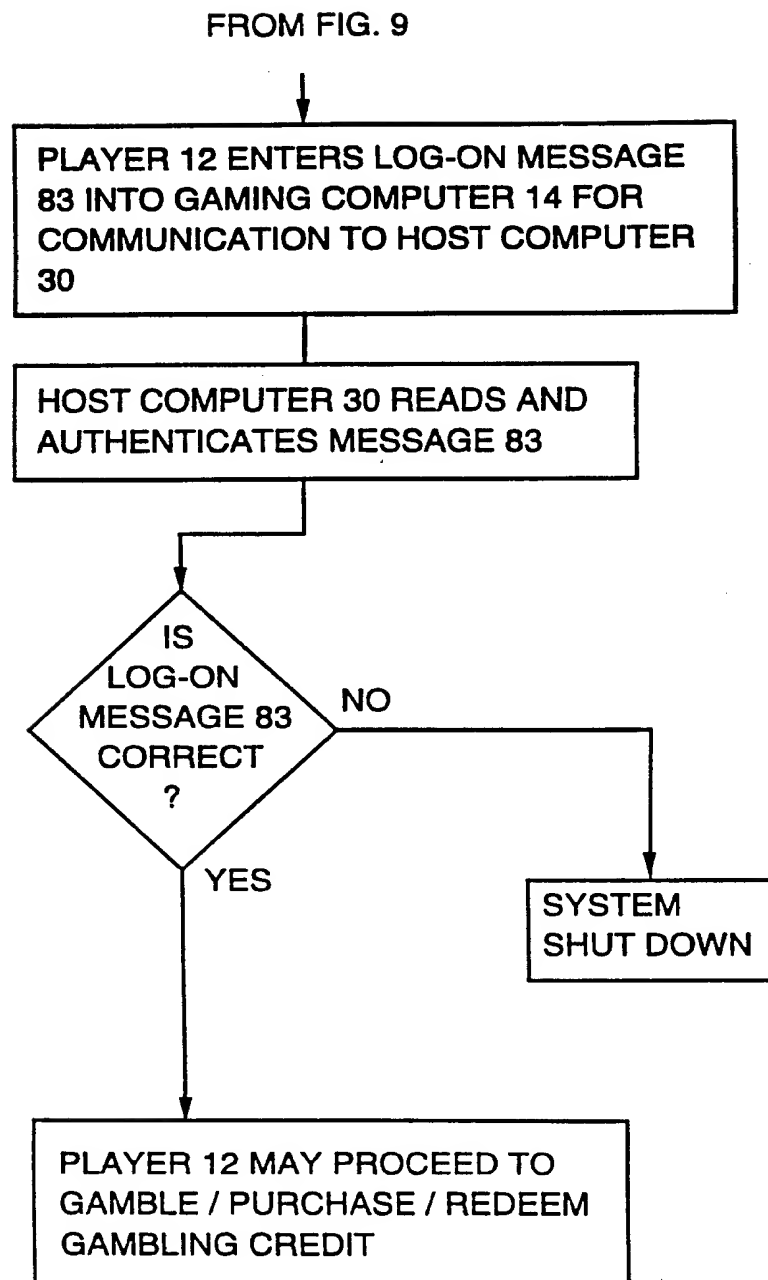 FROM FIG. 9
PLAYER 12 ENTERS LOG-ON MESSAGE
83 INTO GAMING COMPUTER 14 FOR
COMMUNICATION TO HOST COMPUTER
30
HOST COMPUTER 30 READS AND
AUTHENTICATES MESSAGE 83
IS
LOG-ON
MESSAGE 83
CORRECT
?
NO
YES
SYSTEM
SHUT DOWN
PLAYER 12 MAY PROCEED TO
GAMBLE / PURCHASE / REDEEM
GAMBLING CREDIT